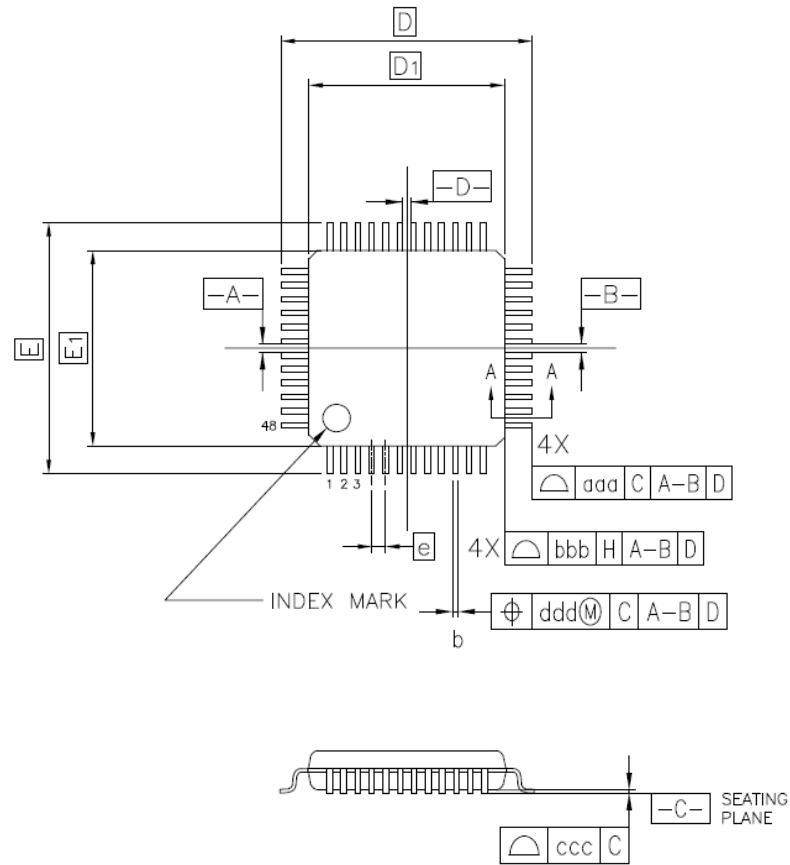 D
D1
-D-
-A-
-B-
E
E1
A A
48
4X
aaa C A-B D
1 2 3
e
4X bbb H A-B D
INDEX MARK
ddd Ⓜ C A-B D
b
-C-
SEATING
PLANE
ccc C